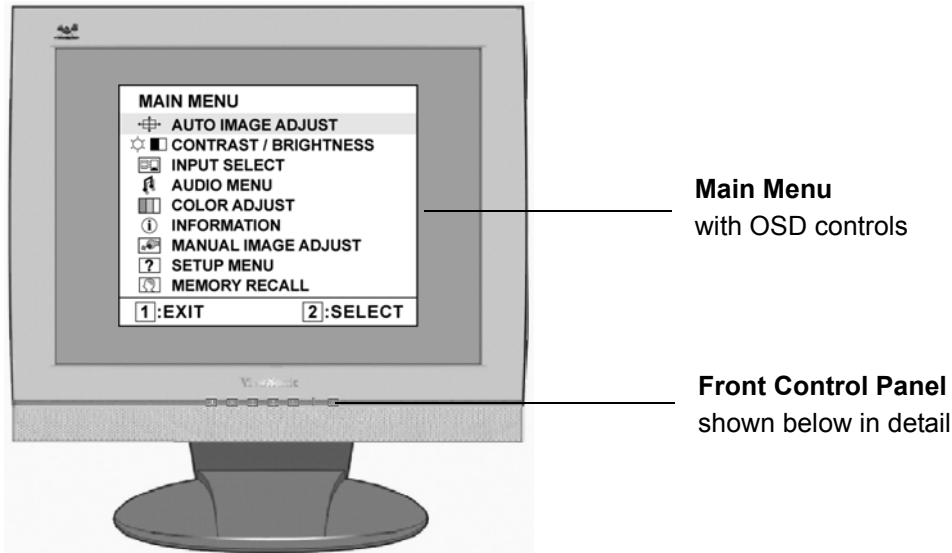 MAIN MENU
AUTO IMAGE ADJUST
CONTRAST / BRIGHTNESS
INPUT SELECT
AUDIO MENU
COLOR ADJUST
i INFORMATION
MANUAL IMAGE ADJUST
? SETUP MENU
MEMORY RECALL
1:EXIT 2:SELECT
Main Menu
with OSD controls
ViewSonic
Front Control Panel
shown below in detail